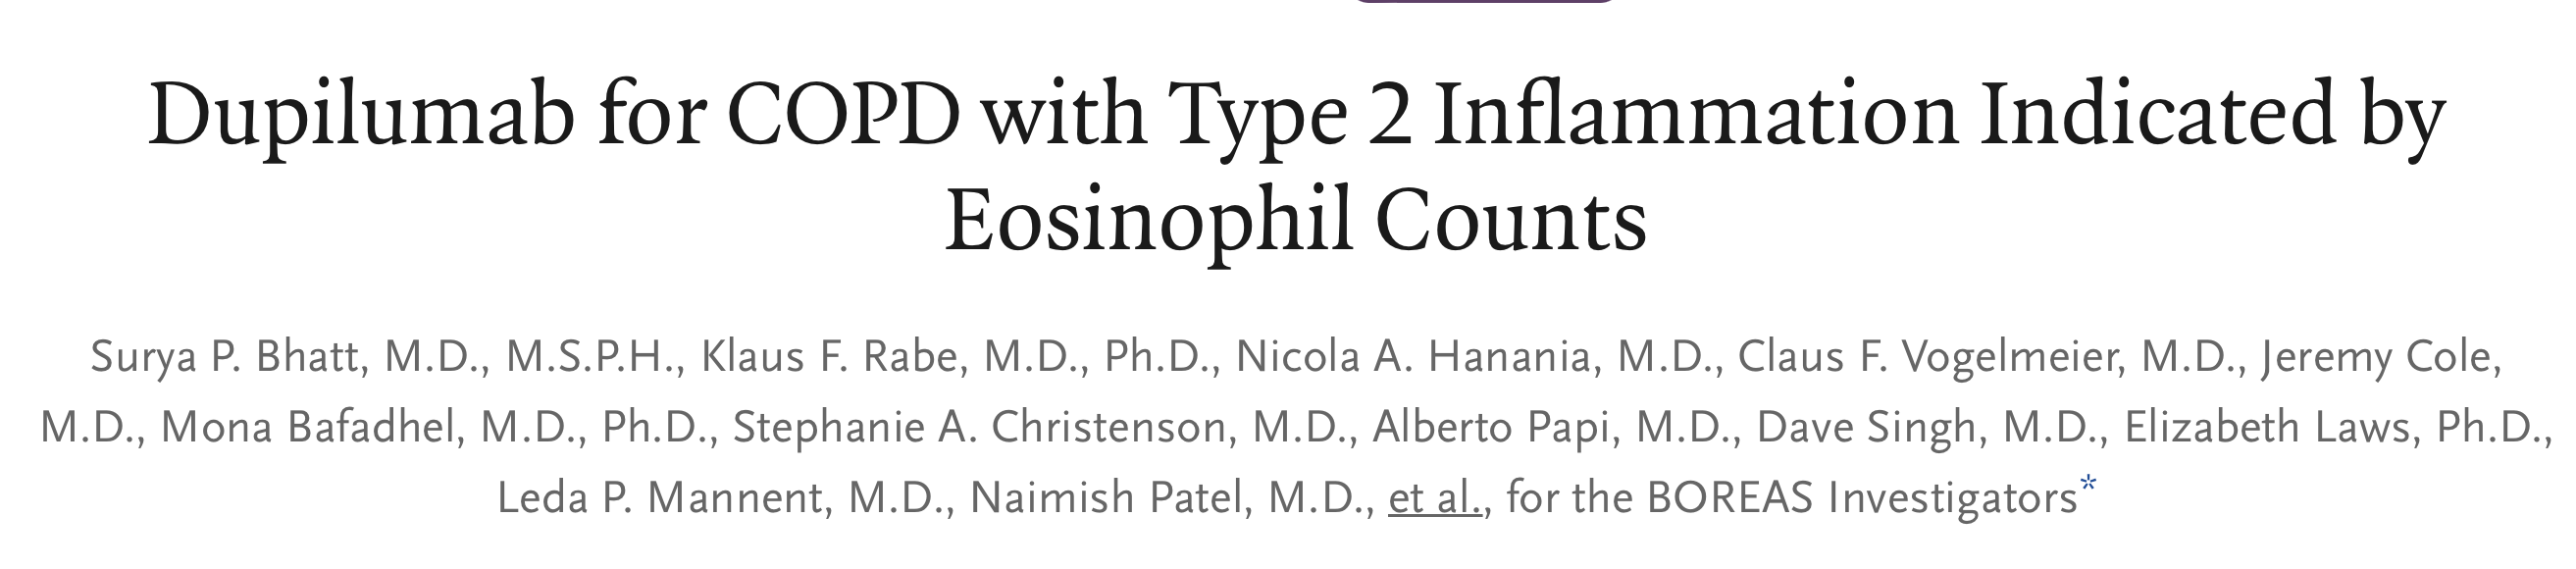 Dupilumab for COPD with Type 2 Inflammation Indicated by
Eosinophil Counts
Surya P. Bhatt, M.D., M.S.P.H., Klaus F. Rabe, M.D., Ph.D., Nicola A. Hanania, M.D., Claus F. Vogelmeier, M.D., Jeremy Cole,
M.D., Mona Bafadhel, M.D., Ph.D., Stephanie A. Christenson, M.D., Alberto Papi, M.D., Dave Singh, M.D., Elizabeth Laws, Ph.D.,
Leda P. Mannent, M.D., Naimish Patel, M.D., et al., for the BOREAS Investigators*